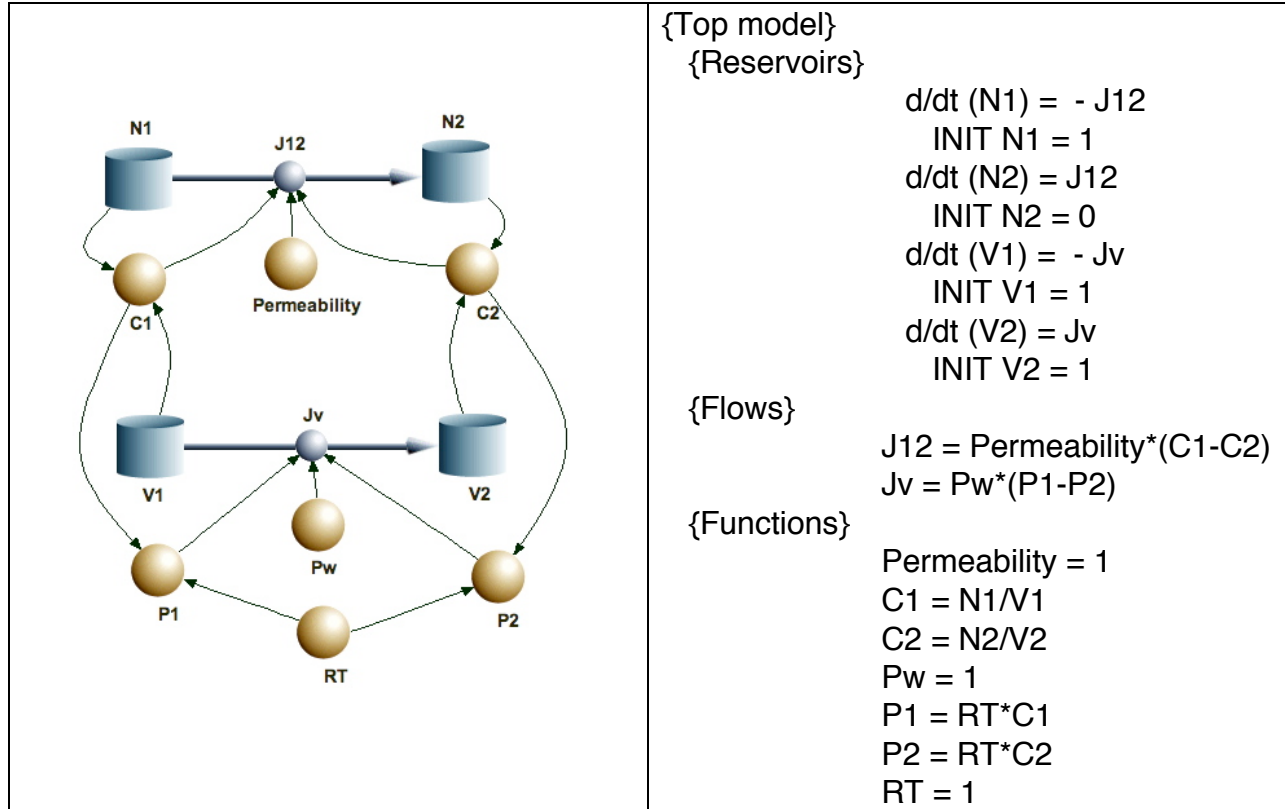 N1
N2
J12
Permeability
C1
C2
Jv
V1
V2
Pw
P1
P2
RT
{Top model}
{Reservoirs}
d/dt (N1) =  - J12
INIT N1 = 1
d/dt (N2) = J12
INIT N2 = 0
d/dt (V1) =  - Jv
INIT V1 = 1
d/dt (V2) = Jv
INIT V2 = 1
{Flows}
J12 = Permeability*(C1-C2)
Jv = Pw*(P1-P2)
{Functions}
Permeability = 1
C1 = N1/V1
C2 = N2/V2
Pw = 1
P1 = RT*C1
P2 = RT*C2
RT = 1